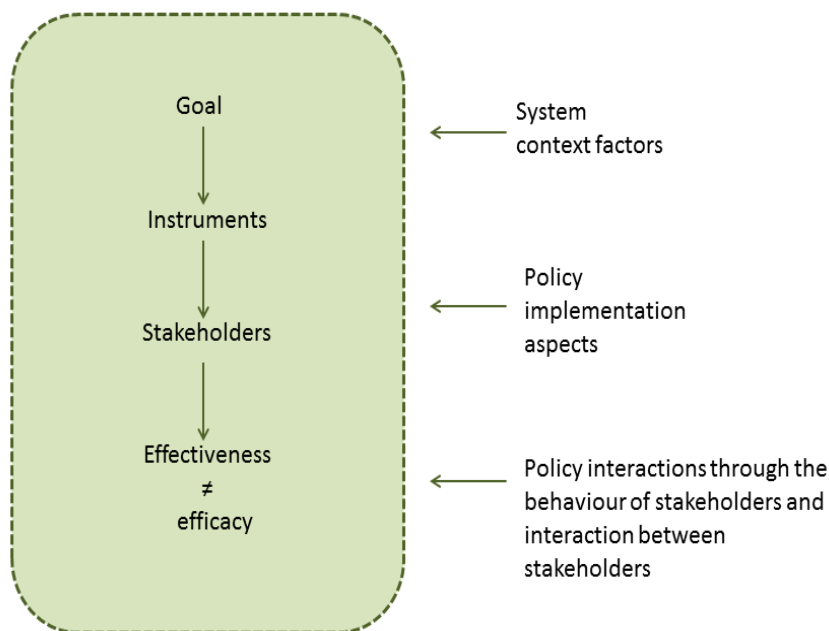 Goal
Instruments
Stakeholders
Effectiveness
≠
efficacy
System
context factors
Policy
implementation
aspects
Policy interactions through the
behaviour of stakeholders and
interaction between
stakeholders